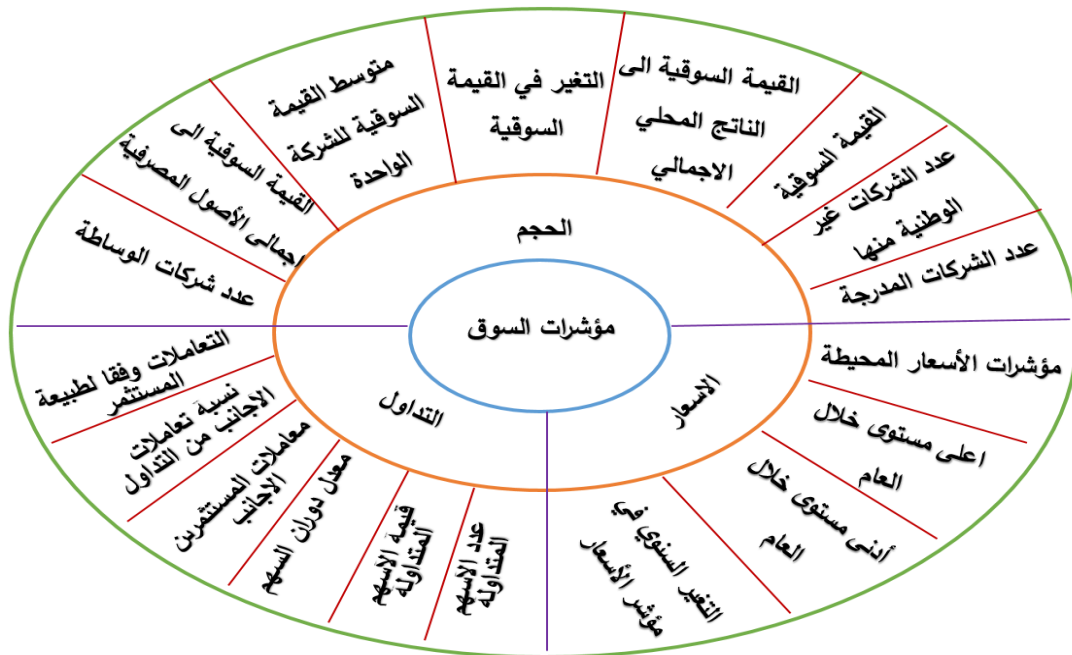 القيمة السوقية الى
الناتج المحلي
الاجمالي
التغير في القيمة
السوقية
متوسط القيمة
السوقية للشركة
الواحدة
القيمة السوقية الى
اجمالى الأصول المصرفية
عدد شركات الوساطة
القيمة السوقية
عدد الشركات غير
الوطنية منها
عدد الشركات المدرجة
الحجم
مؤشرات السوق
الاسعار
التداول
مؤشرات الأسعار المحيطة
اعلى مستوى خلال
العام
أدنى مستوى خلال
العام
التغير السنوي في
مؤشر الأسعار
عدد الاسهم
المتداولة
قيمة الاسهم
المتداولة
معدل دوران السهم
معاملات المستثمرين
الاجانب
نسبة تعاملات
الاجانب من التداول
التعاملات وفقا لطبيعة
المستثمر